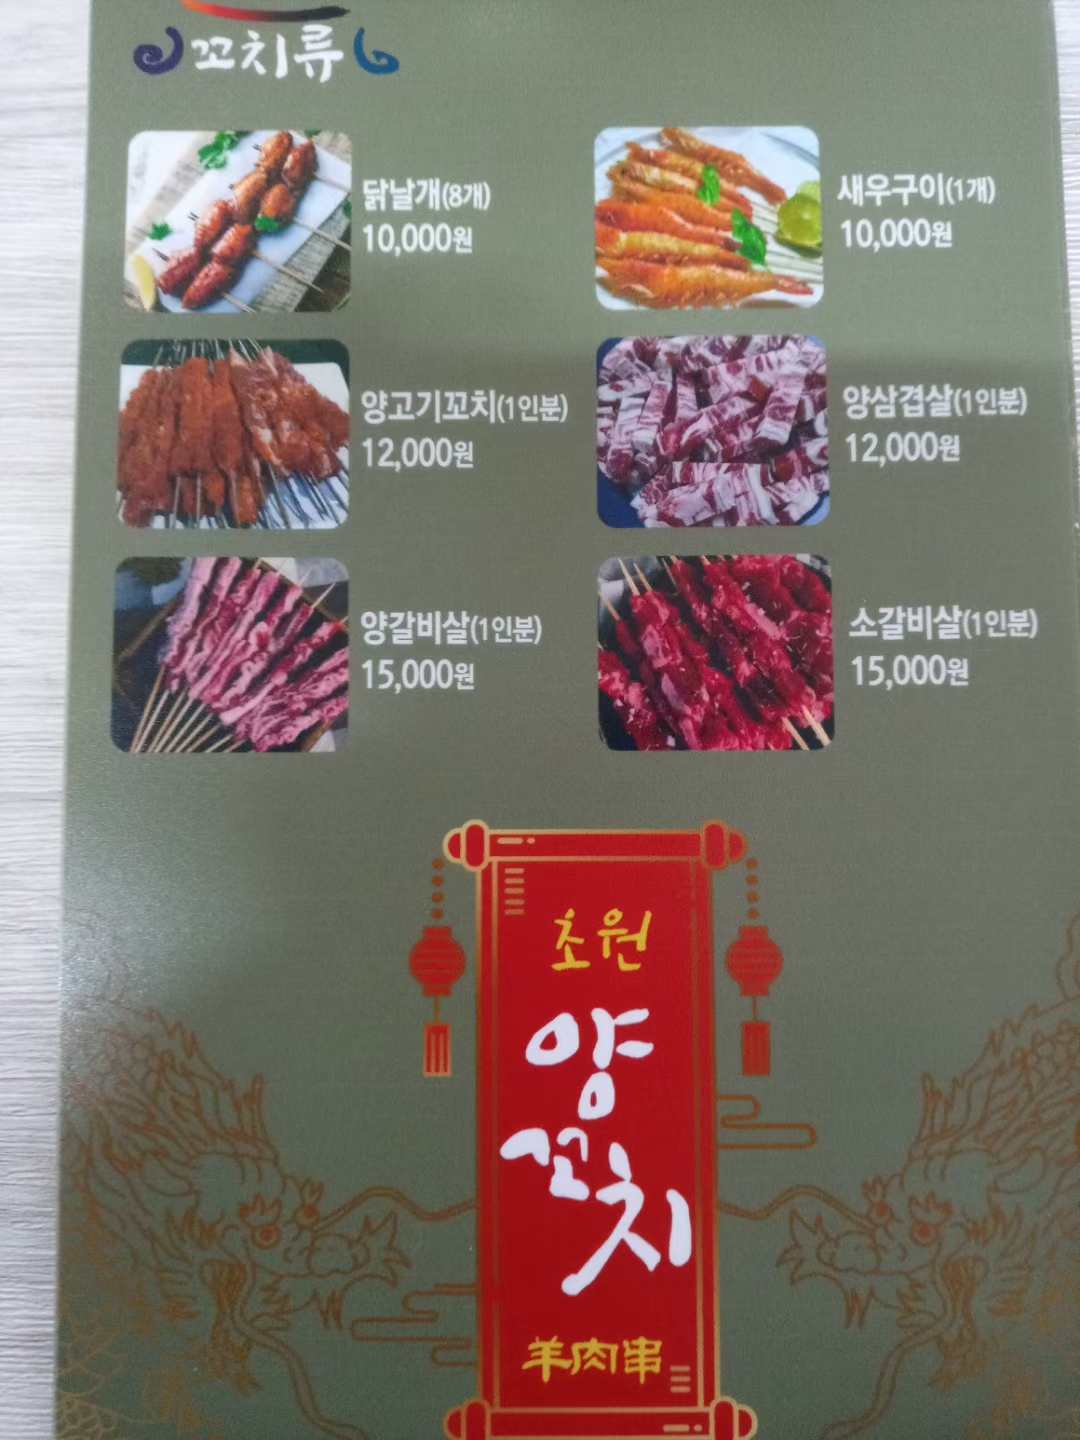 꼬치류
닭날개(8개)
10,000원
새우구이(1개)
10,000원
양고기꼬치(1인분)
12,000원
양삼겹살(1인분)
12,000원
양갈비살(1인분)
15,000원
소갈비살(1인분)
15,000원
초원
양
꼬치
羊肉串